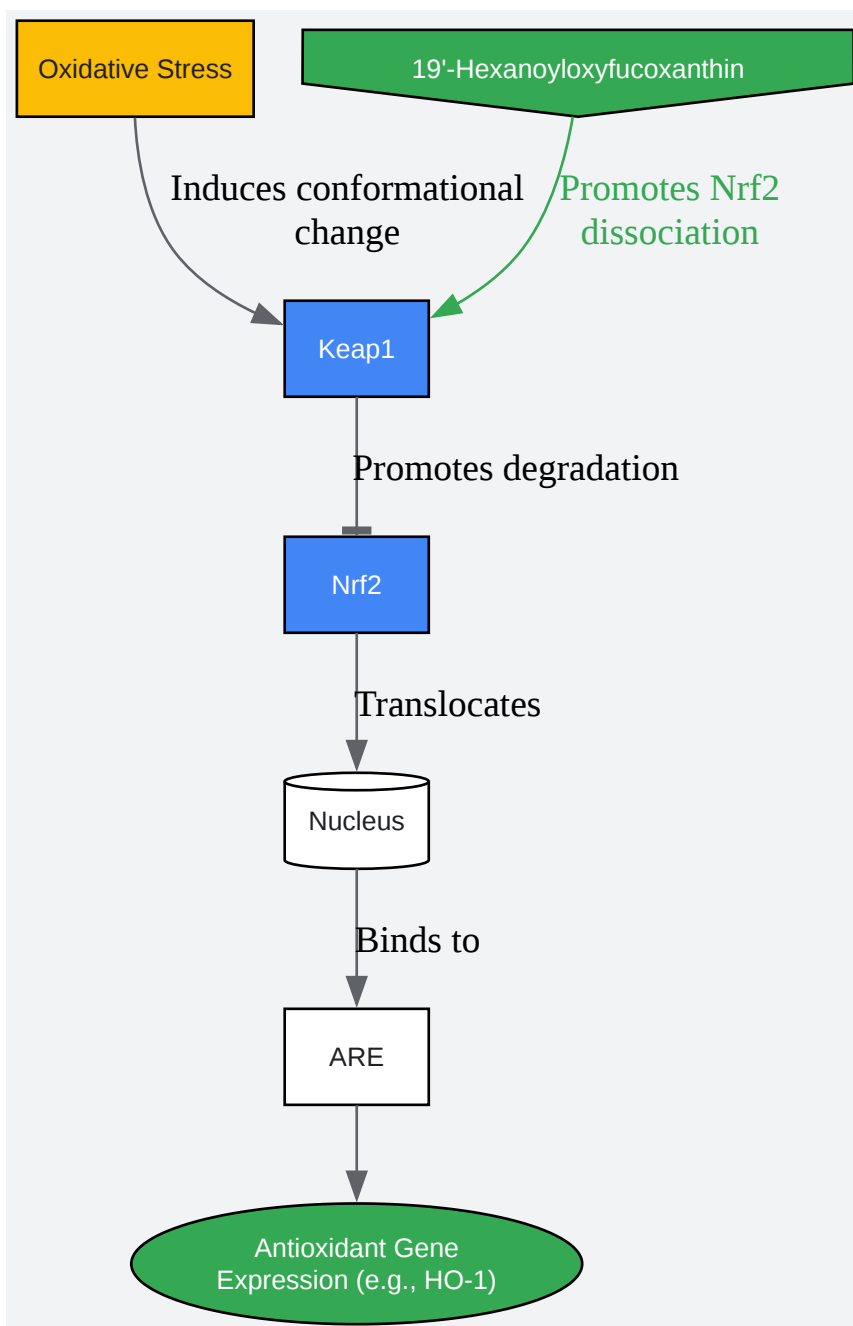 Oxidative Stress
19'-Hexanoyloxyfucoxanthin
Induces conformational
change
Promotes Nrf2
dissociation
Keap1
Promotes degradation
Nrf2
Translocates
Nucleus
Binds to
ARE
Antioxidant Gene
Expression (e.g., HO-1)